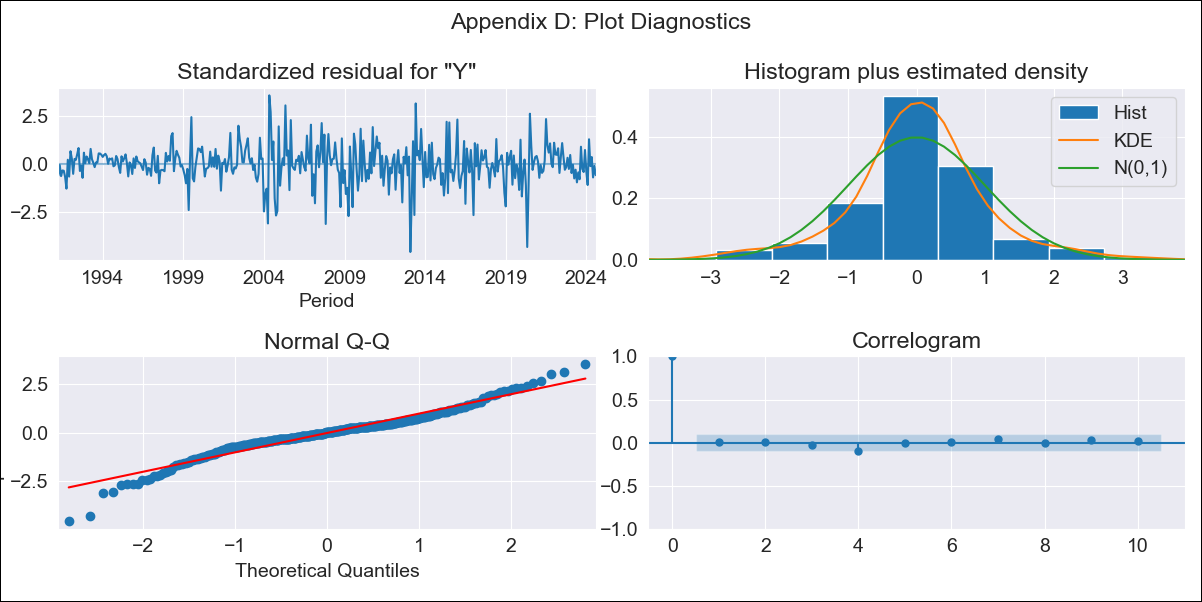 Appendix D: Plot Diagnostics
Standardized residual for "Y"
2.5
0.0
−2.5
1994 1999 2004 2009 2014 2019 2024
Period
Histogram plus estimated density
Hist
KDE
N(0,1)
0.4
0.2
0.0
−3 −2 −1 0 1 2 3
Normal Q-Q
2.5
0.0
−2.5
−2 −1 0 1 2
Theoretical Quantiles
Correlogram
1.0
0.5
0.0
−0.5
−1.0
0 2 4 6 8 10